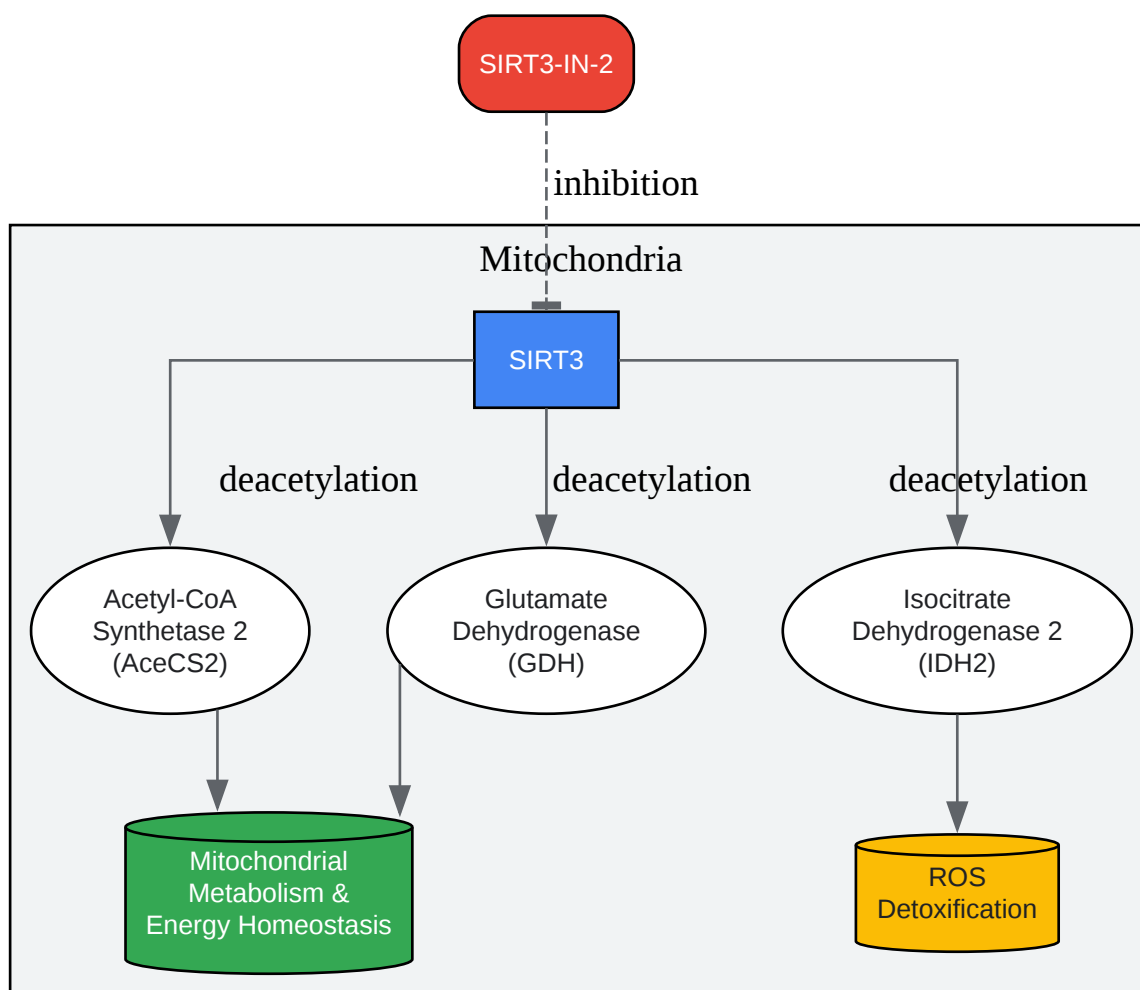 SIRT3-IN-2
inhibition
Mitochondria
SIRT3
deacetylation
deacetylation
deacetylation
Acetyl-CoA
Synthetase 2
(AceCS2)
Glutamate
Dehydrogenase
(GDH)
Isocitrate
Dehydrogenase 2
(IDH2)
Mitochondrial
Metabolism &
Energy Homeostasis
ROS
Detoxification